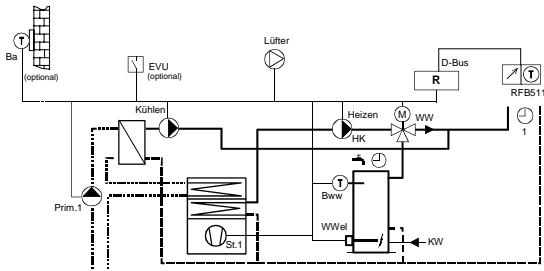 Lüfter
T
Ba
(optional)
EVU
(optional)
D-Bus
R
T
RFB511
Kühlen
Heizen
M
WW
HK
1
Prim.1
T
Bww
WWel
St.1
KW